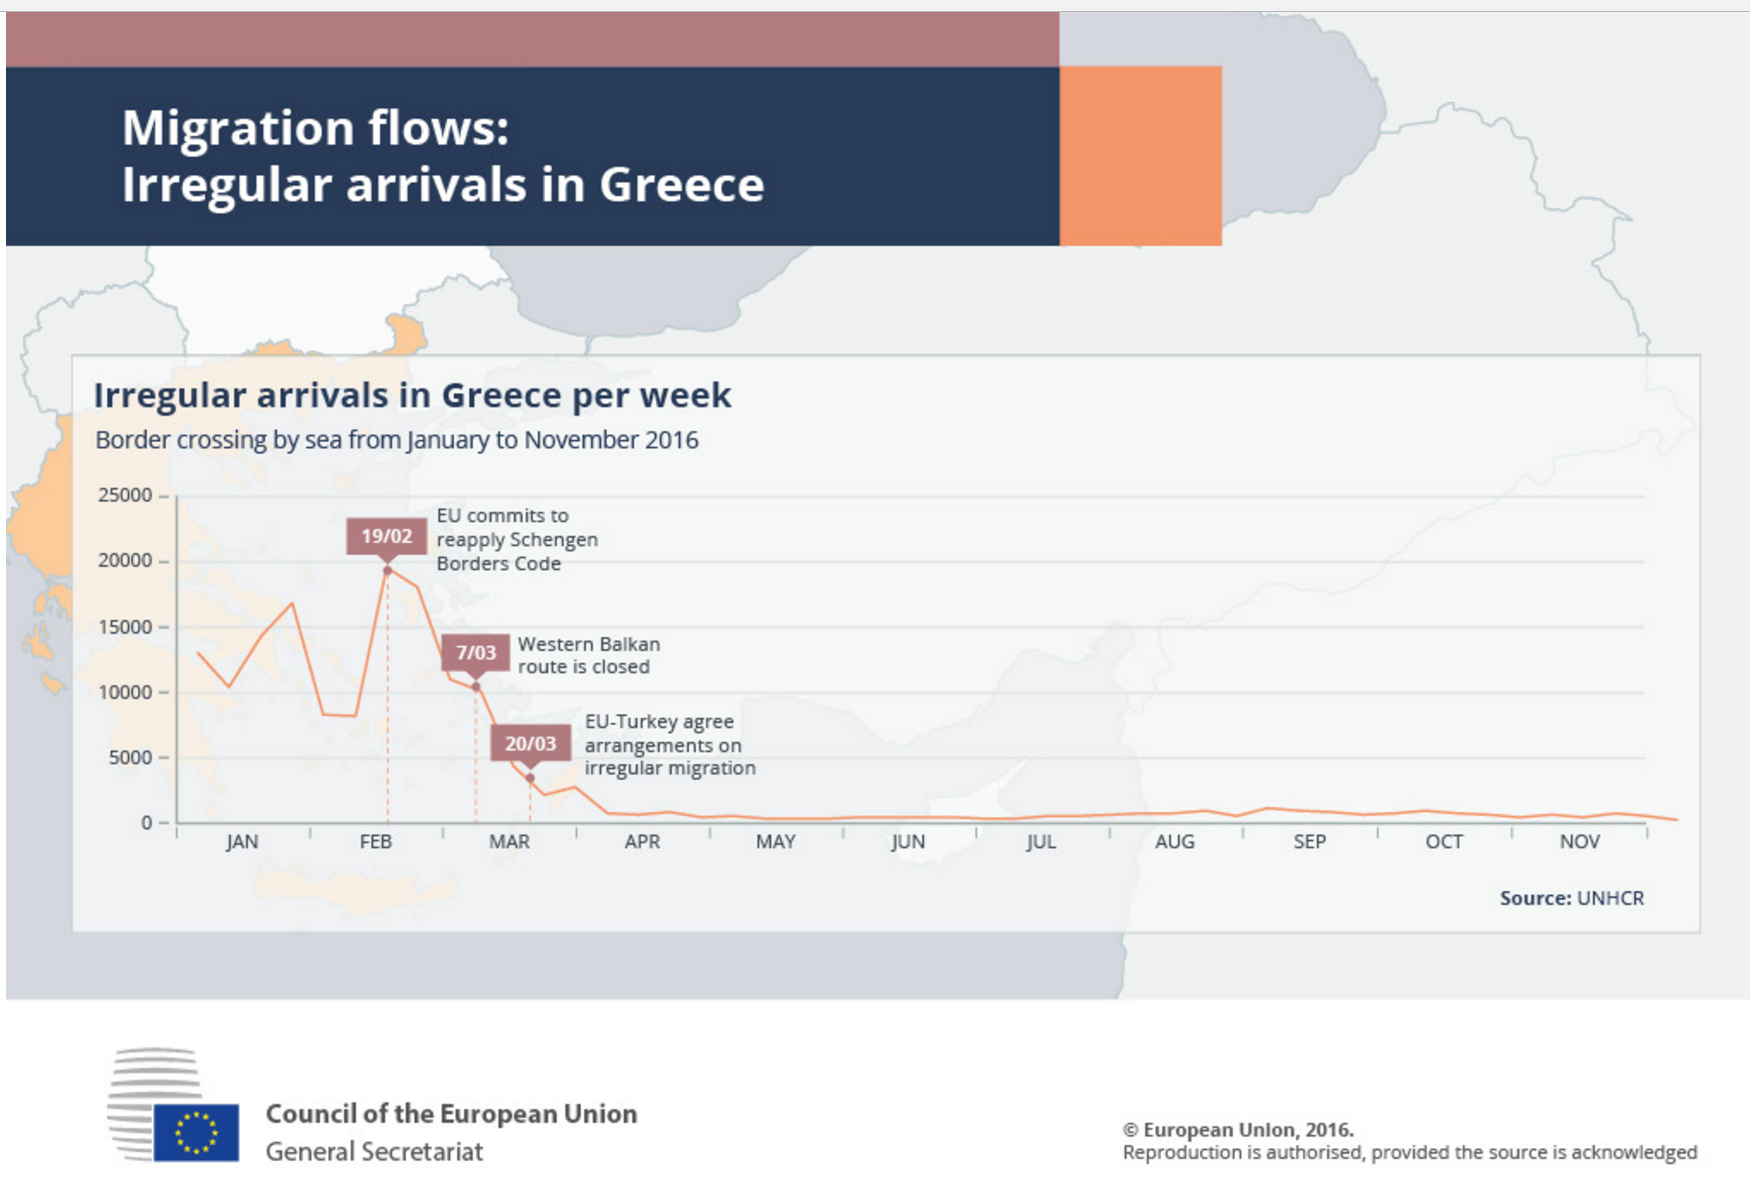 Migration flows:
Irregular arrivals in Greece
Irregular arrivals in Greece per week
Border crossing by sea from January to November 2016
25000
20000
15000
10000
5000
0
19/02
EU commits to
reapply Schengen
Borders Code
7/03
Western Balkan
route is closed
20/03
EU-Turkey agree
arrangements on
irregular migration
JAN FEB MAR APR MAY JUN JUL AUG SEP OCT NOV
Source: UNHCR
Council of the European Union
General Secretariat
© European Union, 2016.
Reproduction is authorised, provided the source is acknowledged